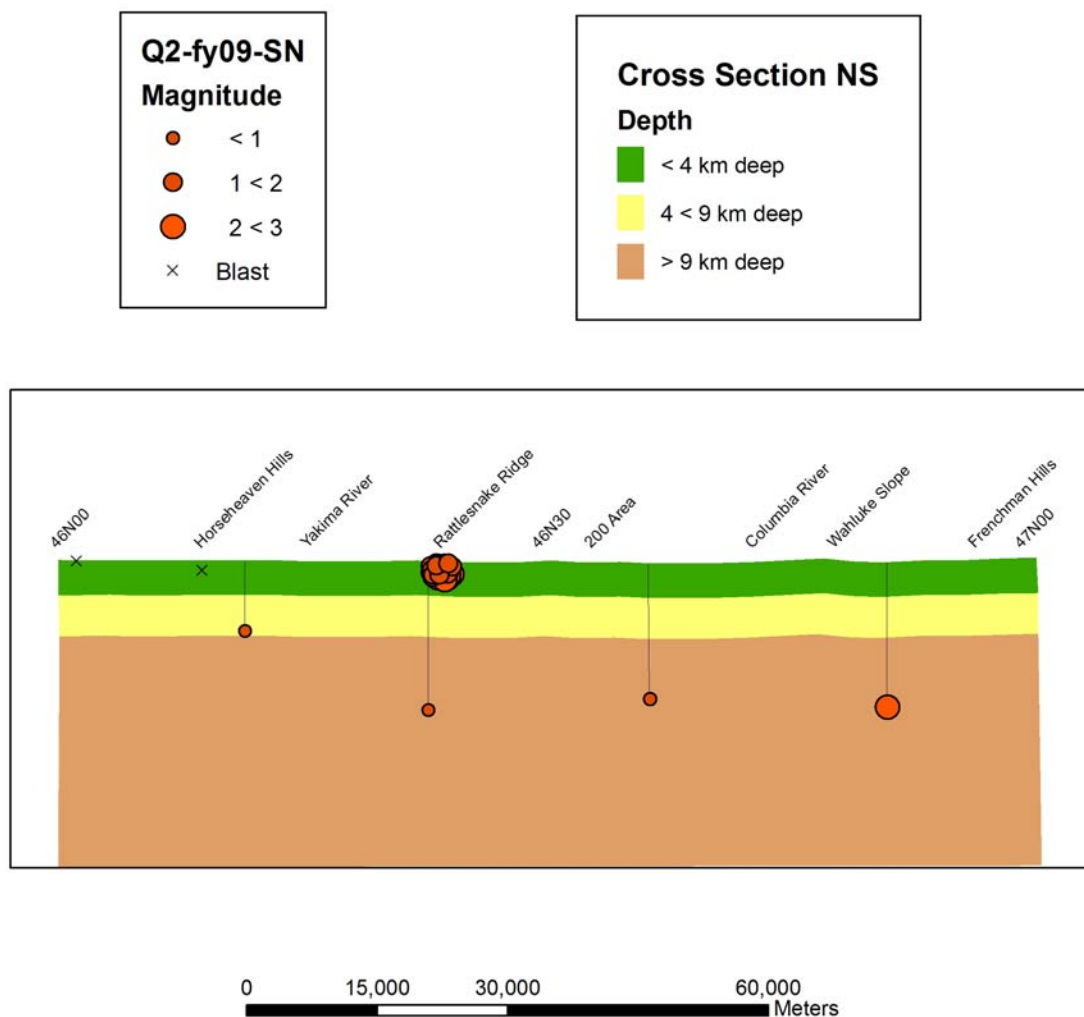 Q2-fy09-SN
Magnitude
< 1
1 < 2
2 < 3
Blast
Cross Section NS
Depth
< 4 km deep
4 < 9 km deep
> 9 km deep
46N00
Horseheaven Hills
Yakima River
Rattlesnake Ridge
46N30
200 Area
Columbia River
Wahluke Slope
Frenchman Hills
47N00
0 15,000 30,000 60,000
Meters